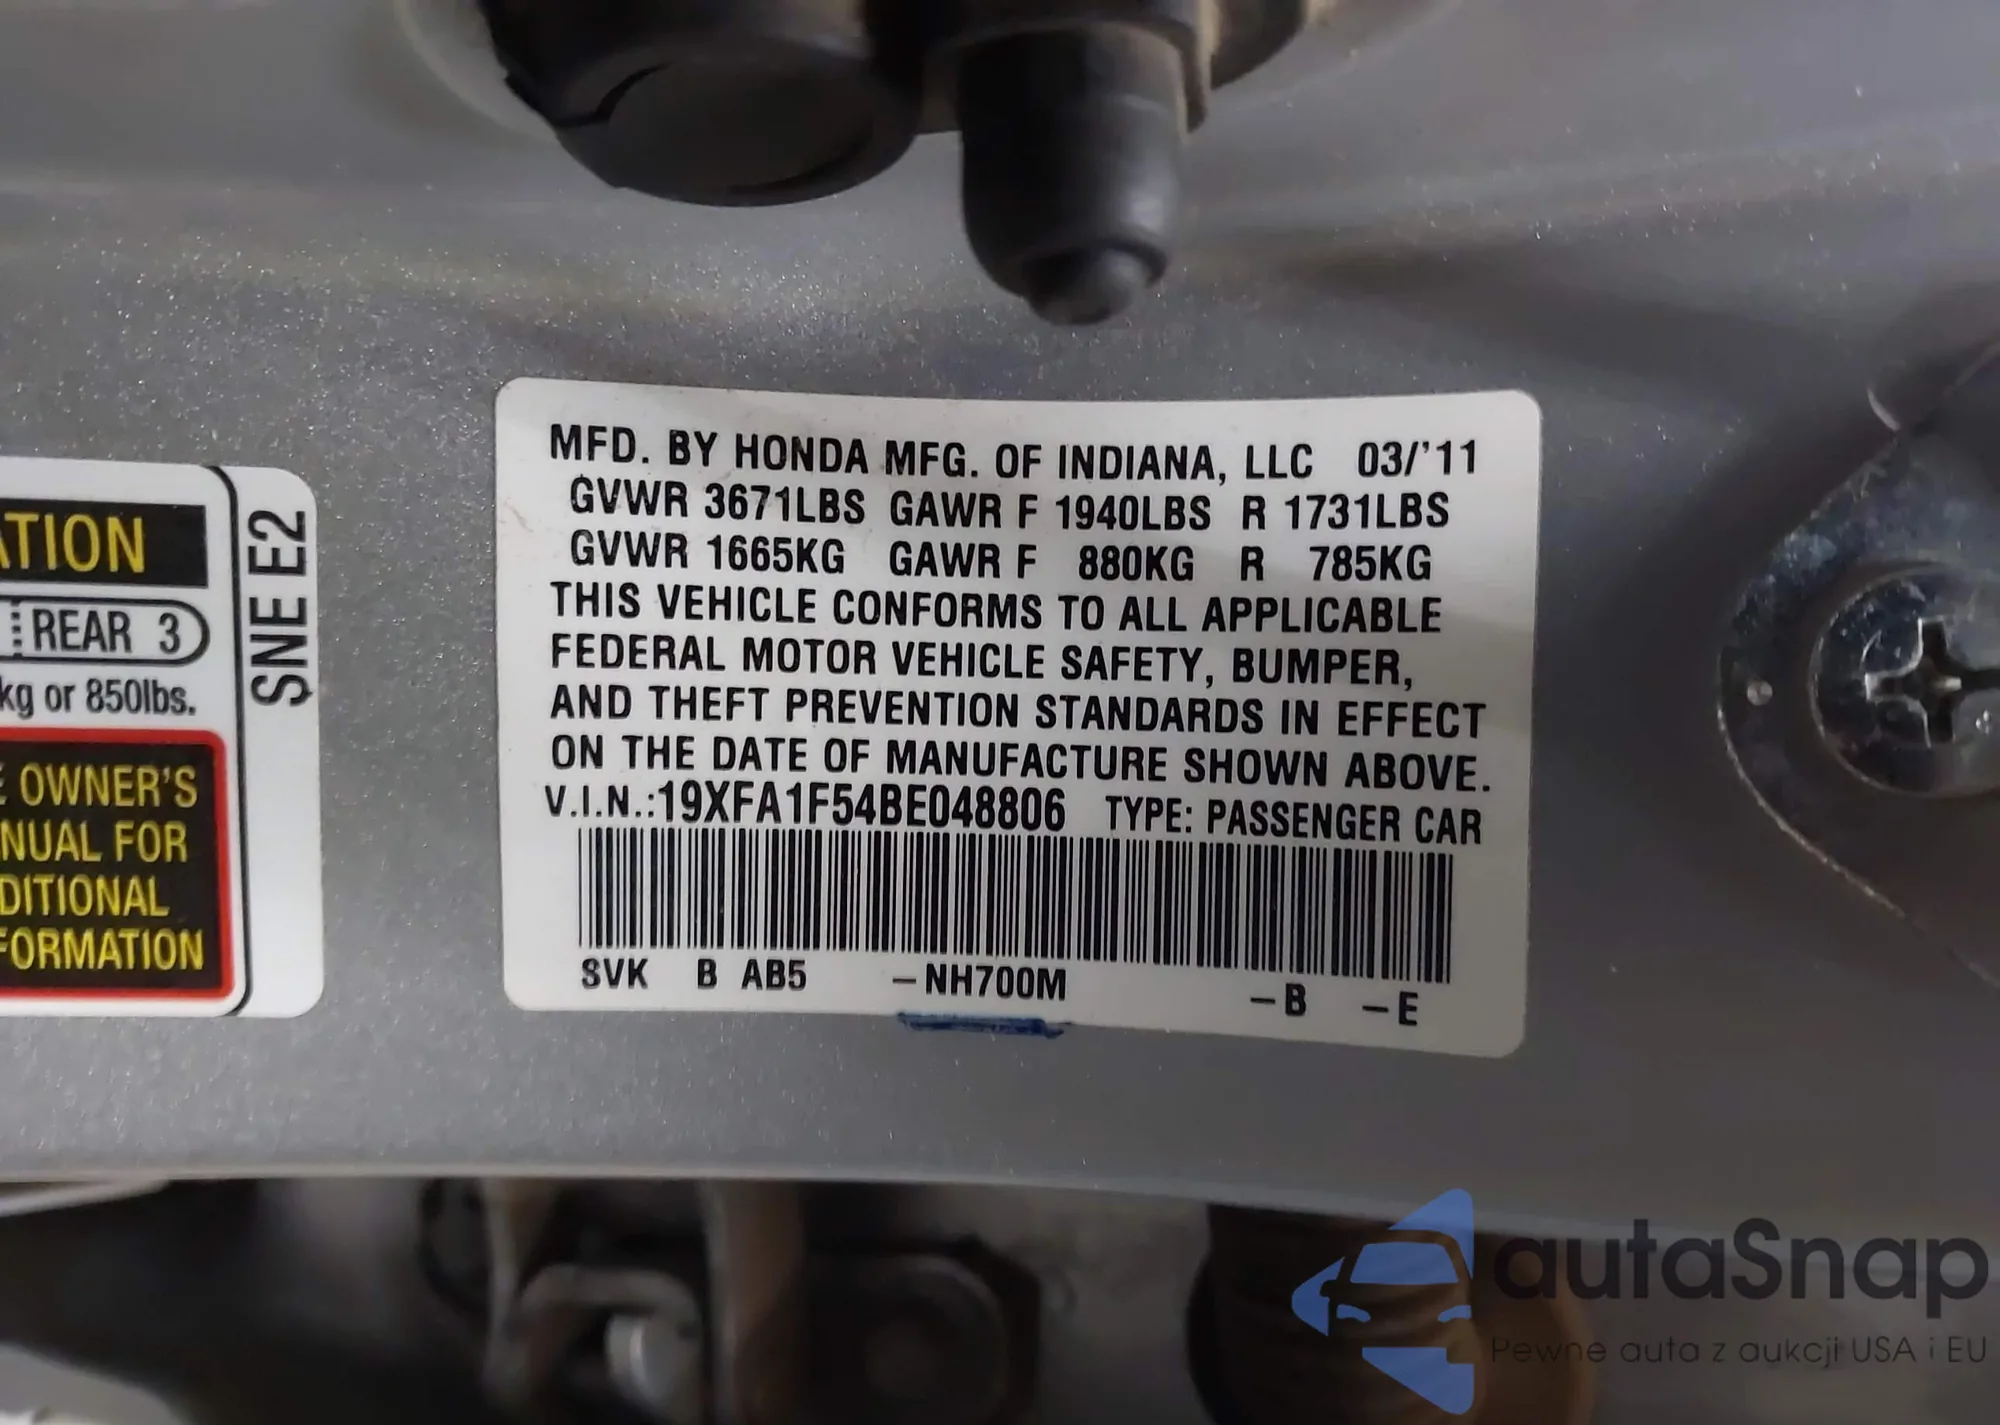 ATION
REAR 3
kg or 850lbs.
OWNER'S
NUAL FOR
DITIONAL
FORMATION
SNE E2
MFD. BY HONDA MFG. OF INDIANA, LLC 03/'11
GVWR 3671LBS GAWR F 1940LBS R 1731LBS
GVWR 1665KG GAWR F 880KG R 785KG
THIS VEHICLE CONFORMS TO ALL APPLICABLE
FEDERAL MOTOR VEHICLE SAFETY, BUMPER,
AND THEFT PREVENTION STANDARDS IN EFFECT
ON THE DATE OF MANUFACTURE SHOWN ABOVE.
V.I.N.:19XFA1F54BE048806 TYPE: PASSENGER CAR
SVK B AB5 -NH700M -B -E
autaSnap
Pewne auta z aukcji USA i EU